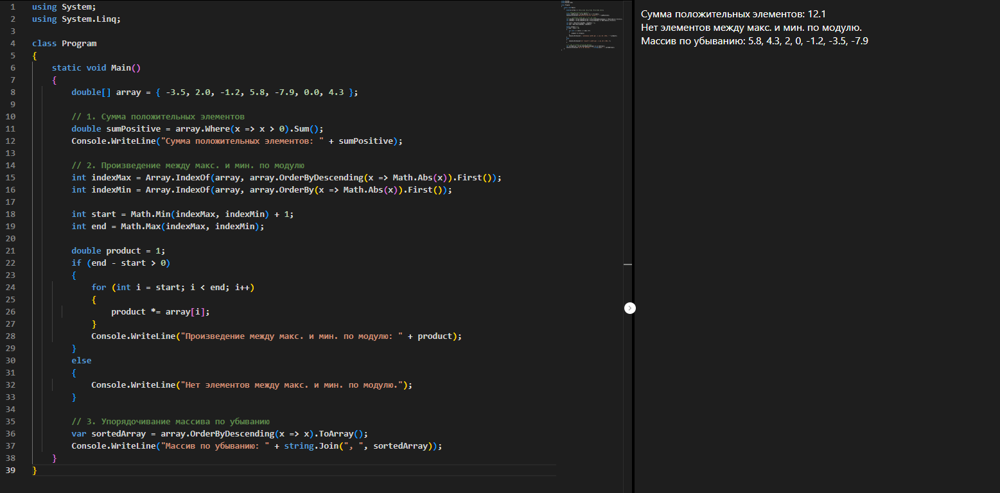 1 using System;
2 using System.Linq;
3
4 class Program
5 {
6 static void Main()
7 {
8 double[] array = { -3.5, 2.0, -1.2, 5.8, -7.9, 0.0, 4.3 };
9
10 // 1. Сумма положительных элементов
11 double sumPositive = array.Where(x => x > 0).Sum();
12 Console.WriteLine("Сумма положительных элементов: " + sumPositive);
13
14 // 2. Произведение между макс. и мин. по модулю
15 int indexMax = Array.IndexOf(array, array.OrderByDescending(x => Math.Abs(x)).First());
16 int indexMin = Array.IndexOf(array, array.OrderBy(x => Math.Abs(x)).First());
17
18 int start = Math.Min(indexMax, indexMin) + 1;
19 int end = Math.Max(indexMax, indexMin);
20
21 double product = 1;
22 if (end - start > 0)
23 {
24 for (int i = start; i < end; i++)
25 {
26 product *= array[i];
27 }
28 Console.WriteLine("Произведение между макс. и мин. по модулю: " + product);
29 }
30 else
31 {
32 Console.WriteLine("Нет элементов между макс. и мин. по модулю.");
33 }
34
35 // 3. Упорядочивание массива по убыванию
36 var sortedArray = array.OrderByDescending(x => x).ToArray();
37 Console.WriteLine("Массив по убыванию: " + string.Join(", ", sortedArray));
38 }
39 }
Сумма положительных элементов: 12.1
Нет элементов между макс. и мин. по модулю.
Массив по убыванию: 5.8, 4.3, 2, 0, -1.2, -3.5, -7.9